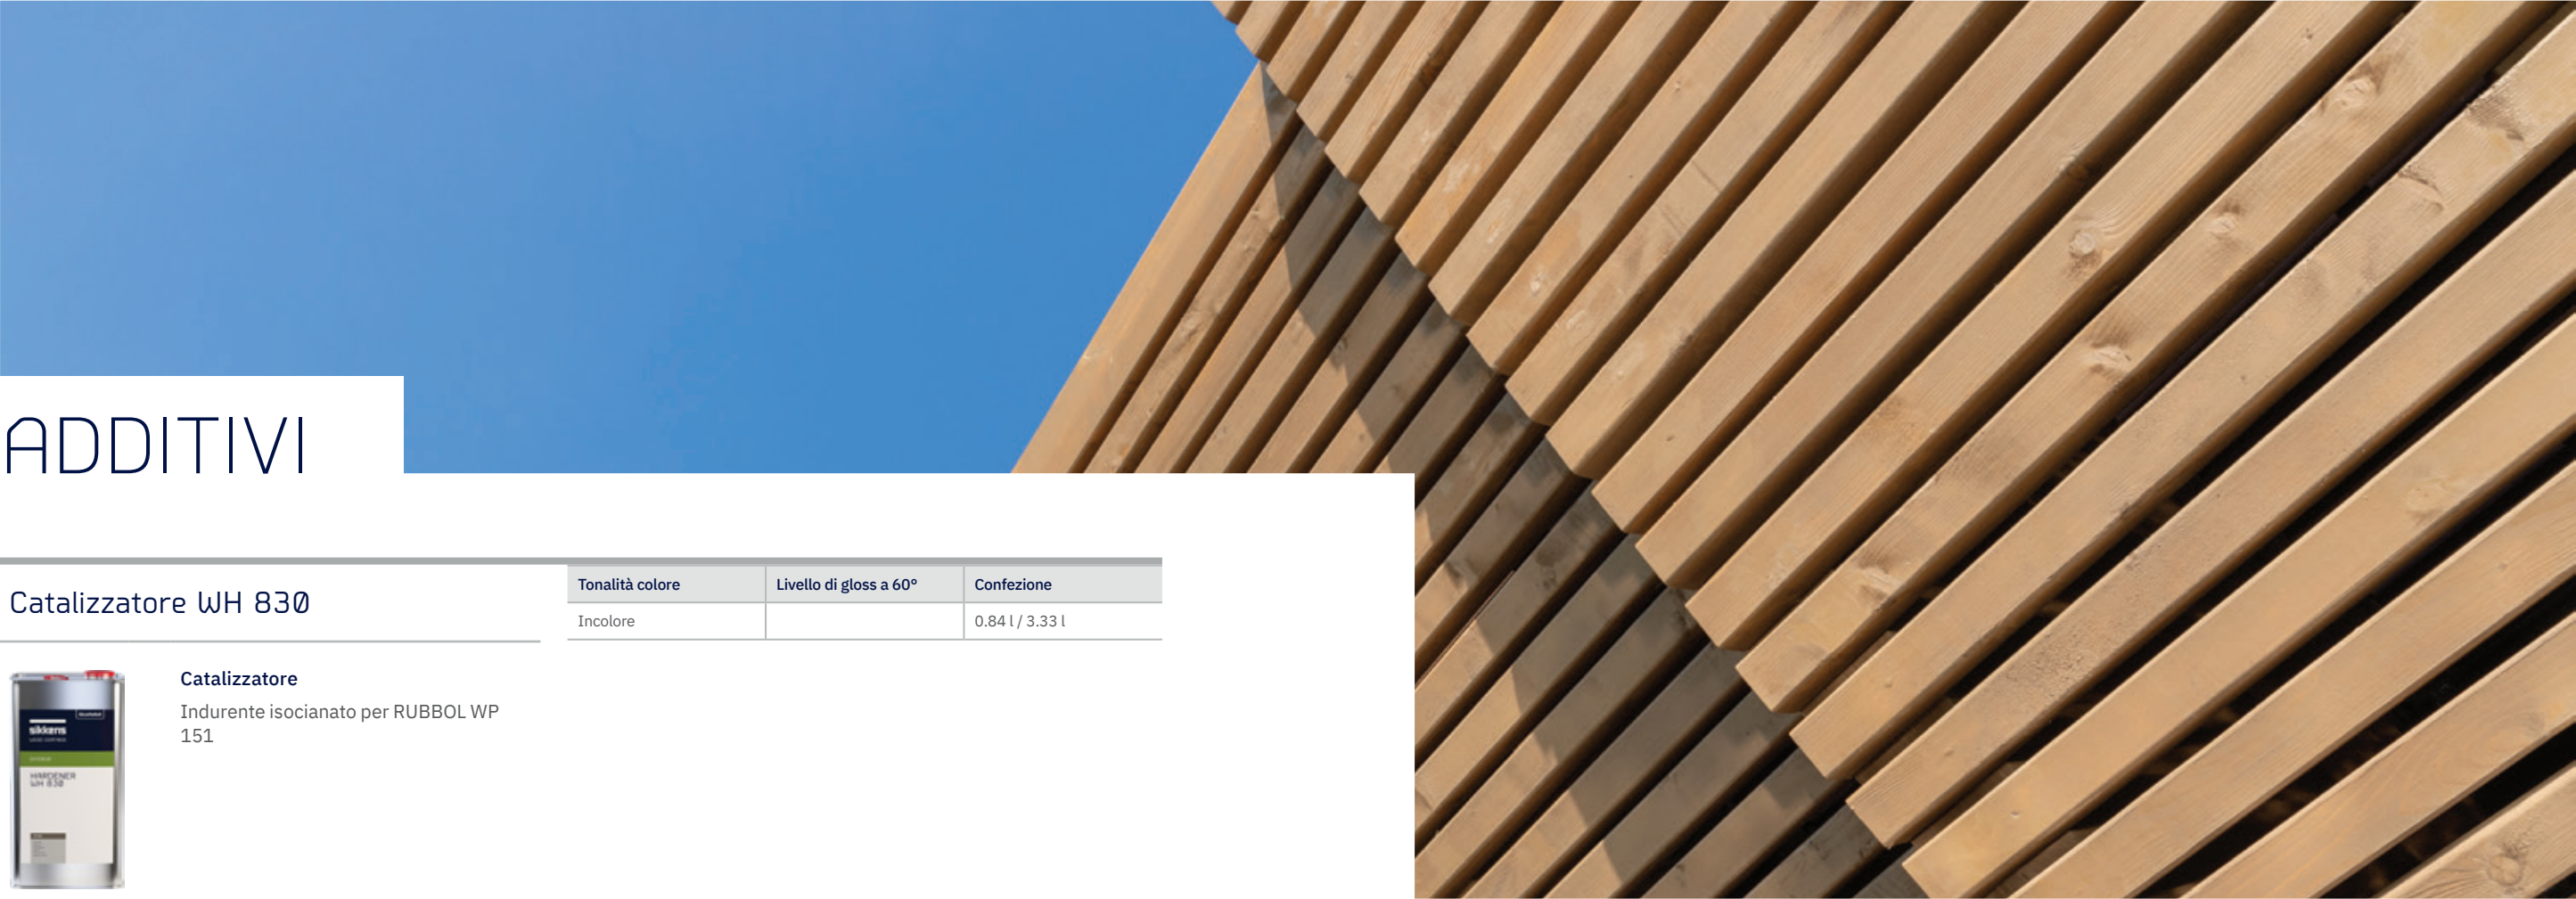 ADDITIVI
Catalizzatore WH 830
Tonalità colore
Livello di gloss a 60°
Confezione
Incolore
0.84 l / 3.33 l
Catalizzatore
Indurente isocianato per RUBBOL WP
151
sikkens
HARDENER
WH 830